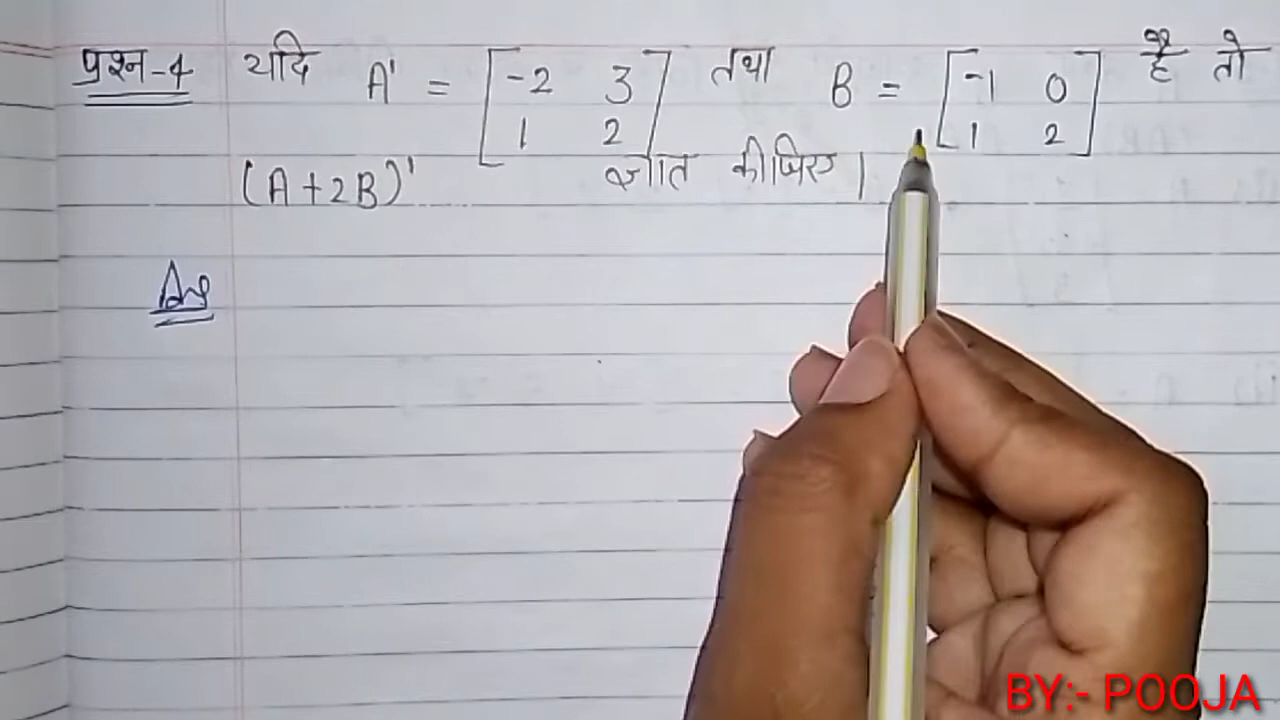 प्रश्न-4 यदि A' = [-2 3 तथा B = [-1 0] है तो
1 2] 1 2]
(A+2B)' ज्ञात कीजिए।
Ans
BY:- POOJA